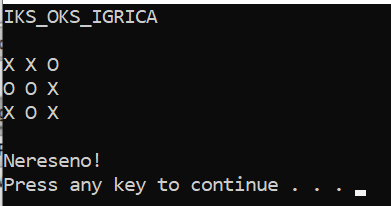 IKS_OKS_IGRICA
X X O
O O X
X O X
Nereseno!
Press any key to continue . . .